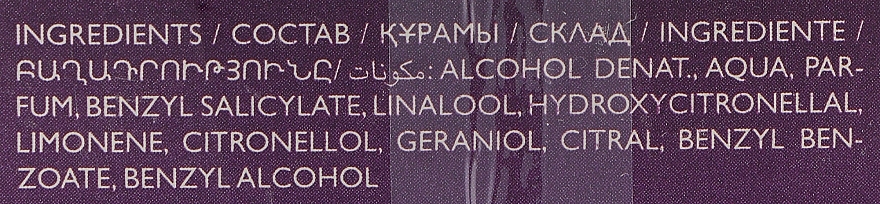 INGREDIENTS / СОСТАВ / ҚҰРАМЫ / СКЛАД / INGREDIENTE /
ԲԱՂԱԴՐՈՒԹՅՈՒՆԸ/ مكونات: ALCOHOL DENAT., AQUA, PAR-
FUM, BENZYL SALICYLATE, LINALOOL, HYDROXYCITRONELLAL,
LIMONENE, CITRONELLOL, GERANIOL, CITRAL, BENZYL BEN-
ZOATE, BENZYL ALCOHOL